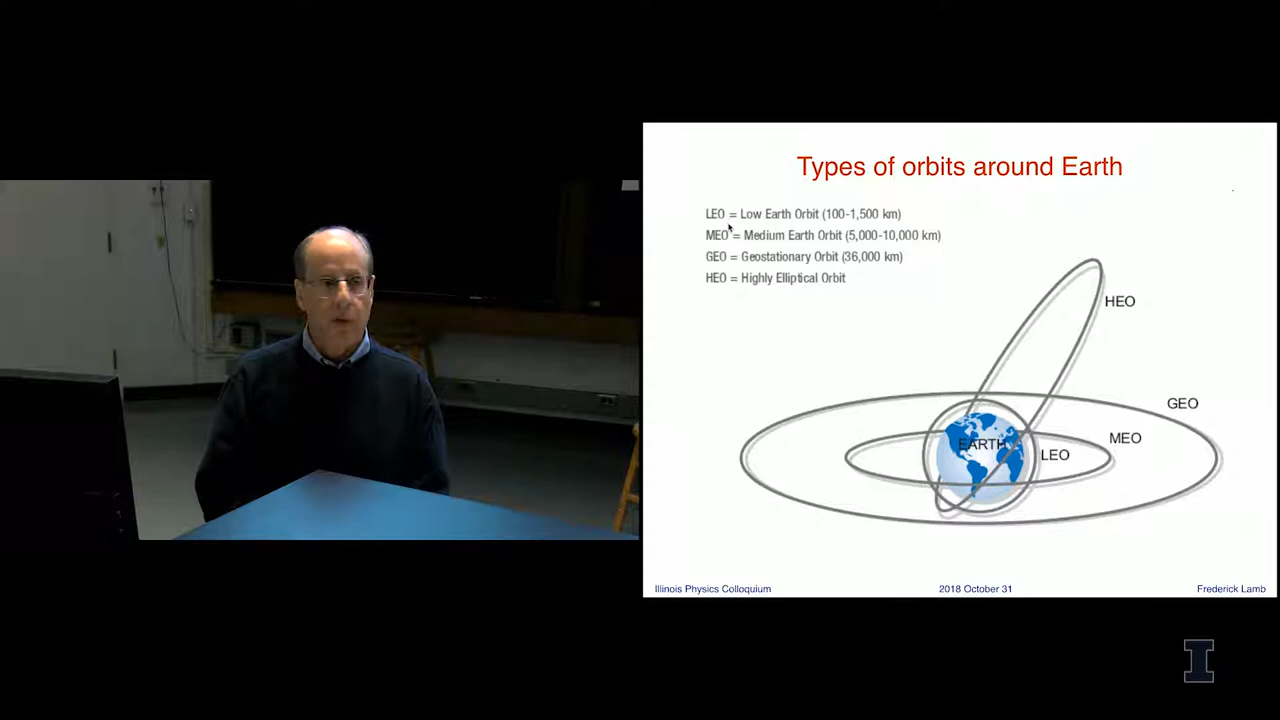 Types of orbits around Earth
LEO = Low Earth Orbit (100-1,500 km)
MEO = Medium Earth Orbit (5,000-10,000 km)
GEO = Geostationary Orbit (36,000 km)
HEO = Highly Elliptical Orbit
HEO
GEO
MEO
EARTH
LEO
Illinois Physics Colloquium 2018 October 31 Frederick Lamb
I